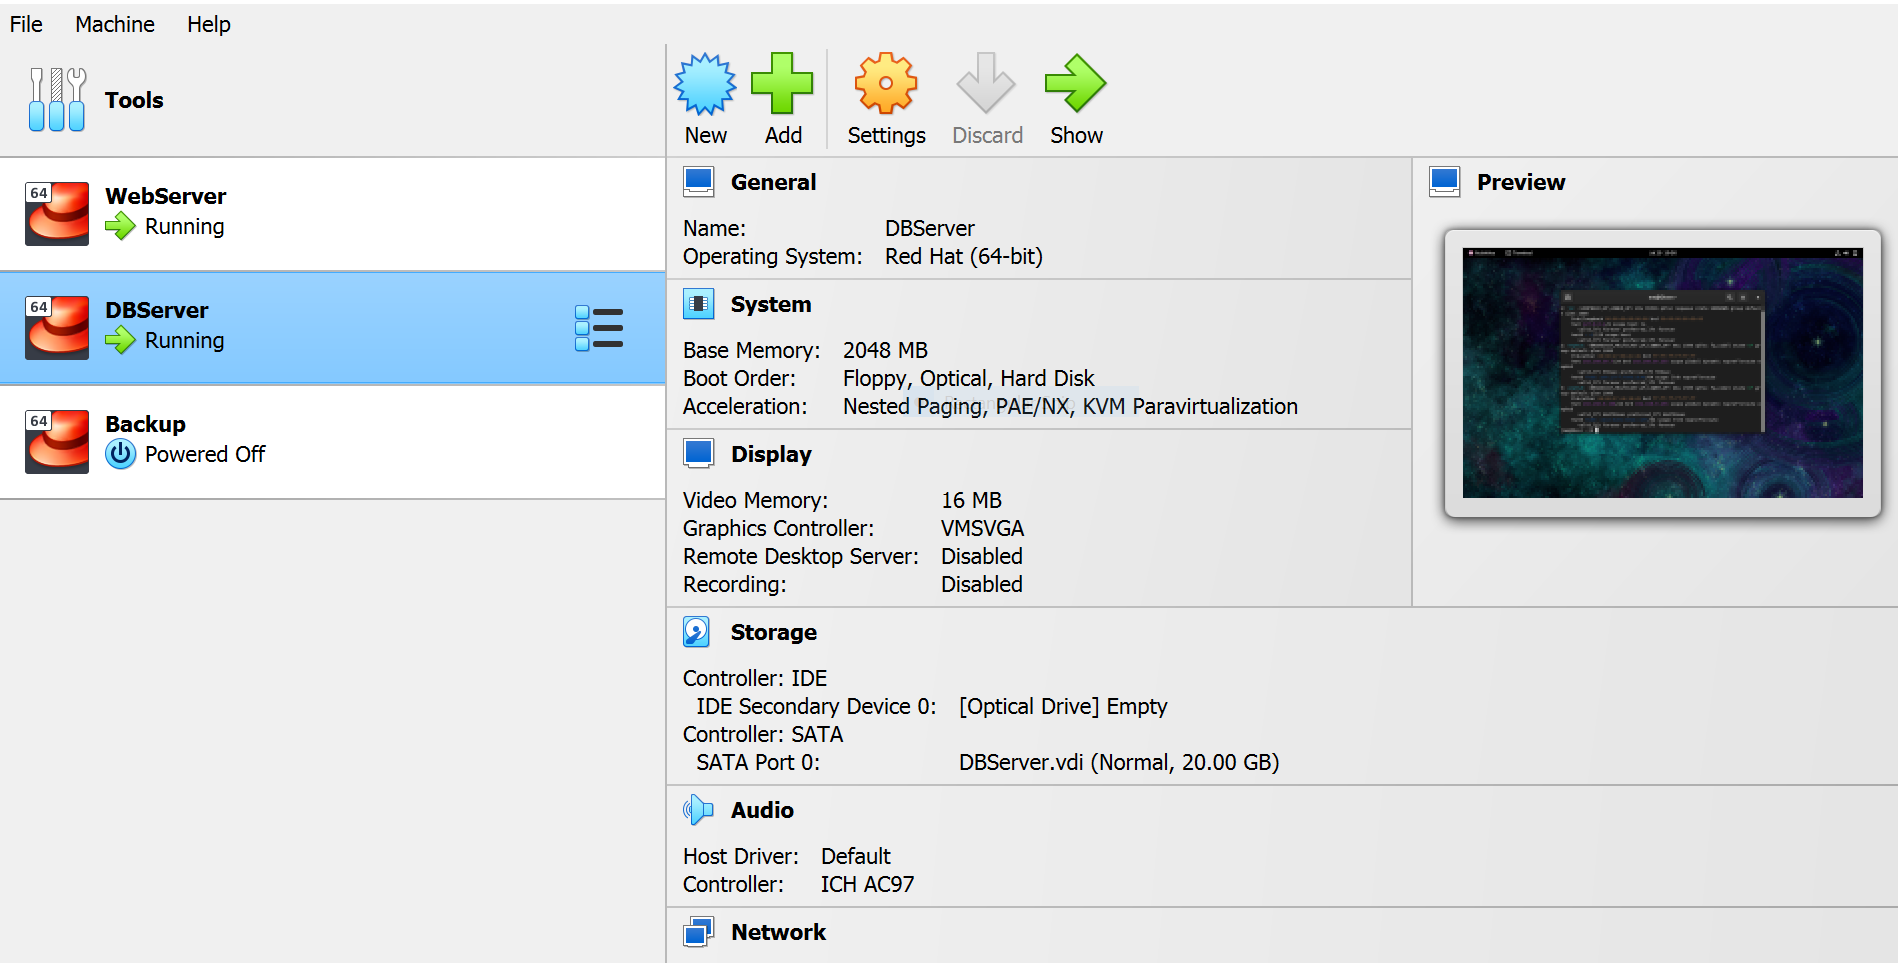 File Machine Help
Tools
New Add Settings Discard Show
64
WebServer
Running
64
DBServer
Running
64
Backup
Powered Off
General
Name: DBServer
Operating System: Red Hat (64-bit)
System
Base Memory: 2048 MB
Boot Order: Floppy, Optical, Hard Disk
Acceleration: Nested Paging, PAE/NX, KVM Paravirtualization
Display
Video Memory: 16 MB
Graphics Controller: VMSVGA
Remote Desktop Server: Disabled
Recording: Disabled
Storage
Controller: IDE
IDE Secondary Device 0: [Optical Drive] Empty
Controller: SATA
SATA Port 0: DBServer.vdi (Normal, 20.00 GB)
Audio
Host Driver: Default
Controller: ICH AC97
Network
Preview